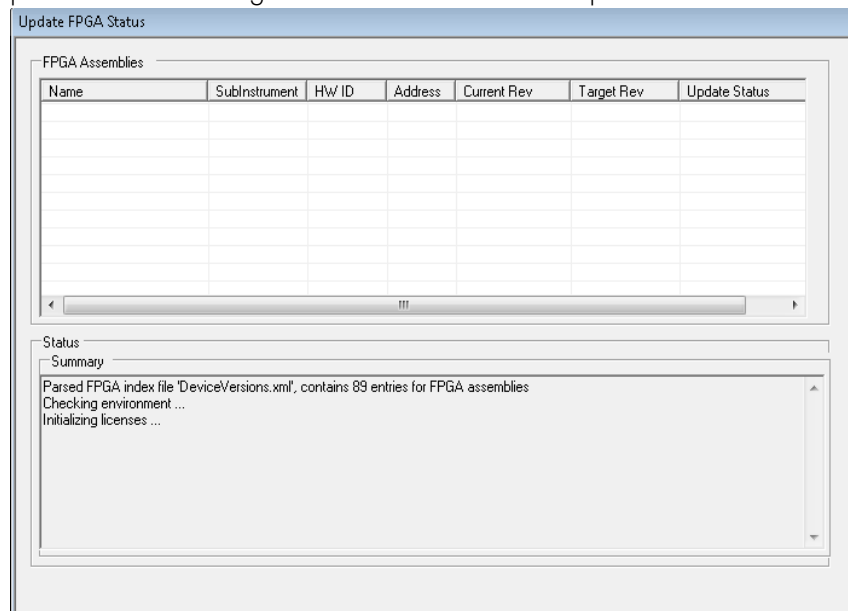 Update FPGA Status
FPGA Assemblies
Name SubInstrument HW ID Address Current Rev Target Rev Update Status
Status
Summary
Parsed FPGA index file 'DeviceVersions.xml', contains 89 entries for FPGA assemblies
Checking environment ...
Initializing licenses ...